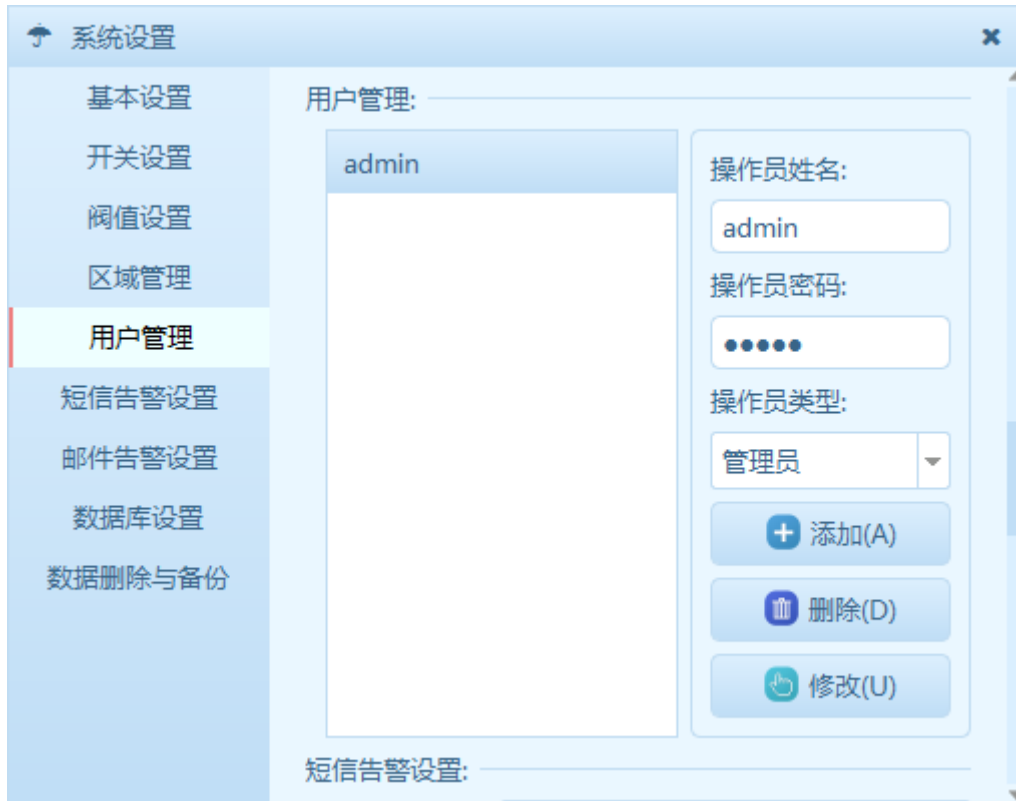 系统设置
基本设置
开关设置
阀值设置
区域管理
用户管理
短信告警设置
邮件告警设置
数据库设置
数据删除与备份
用户管理:
admin
操作员姓名:
admin
操作员密码:
●●●●●
操作员类型:
管理员
添加(A)
删除(D)
修改(U)
短信告警设置: